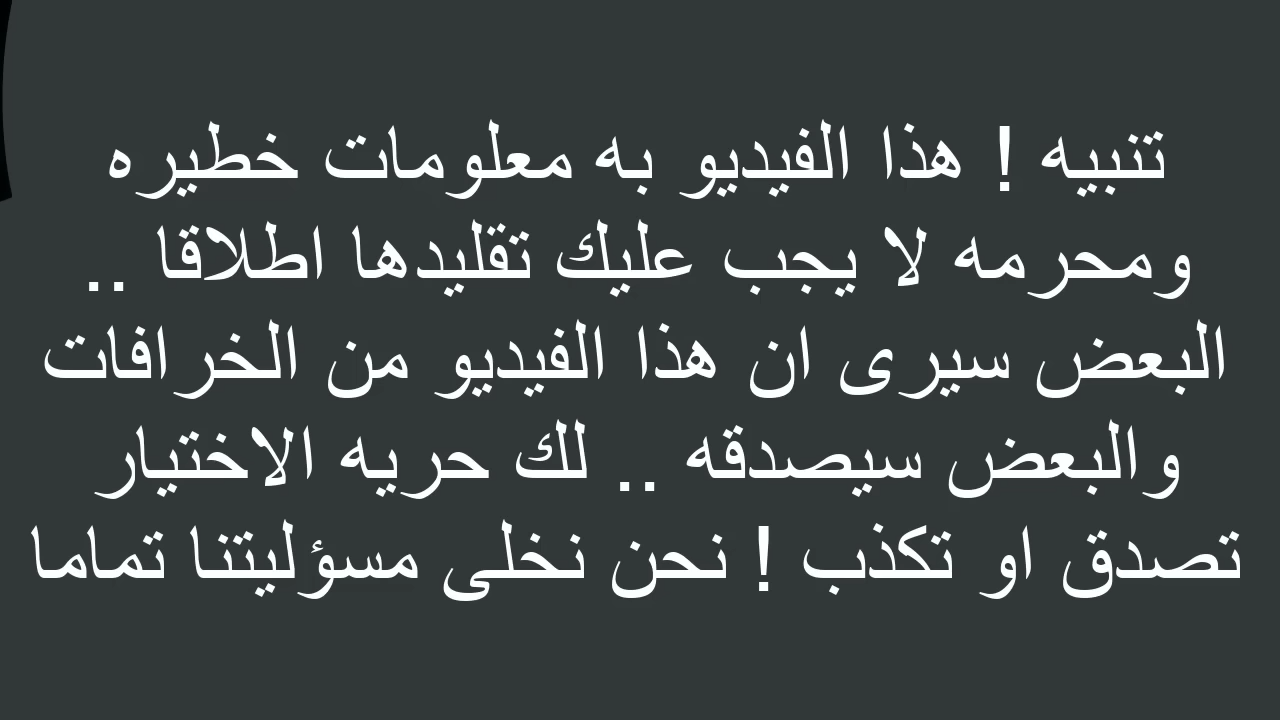 تنبيه ! هذا الفيديو به معلومات خطيره
ومحرمه لا يجب عليك تقليدها اطلاقا ..
البعض سيرى ان هذا الفيديو من الخرافات
والبعض سيصدقه .. لك حريه الاختيار
تصدق او تكذب ! نحن نخلى مسؤليتنا تماما